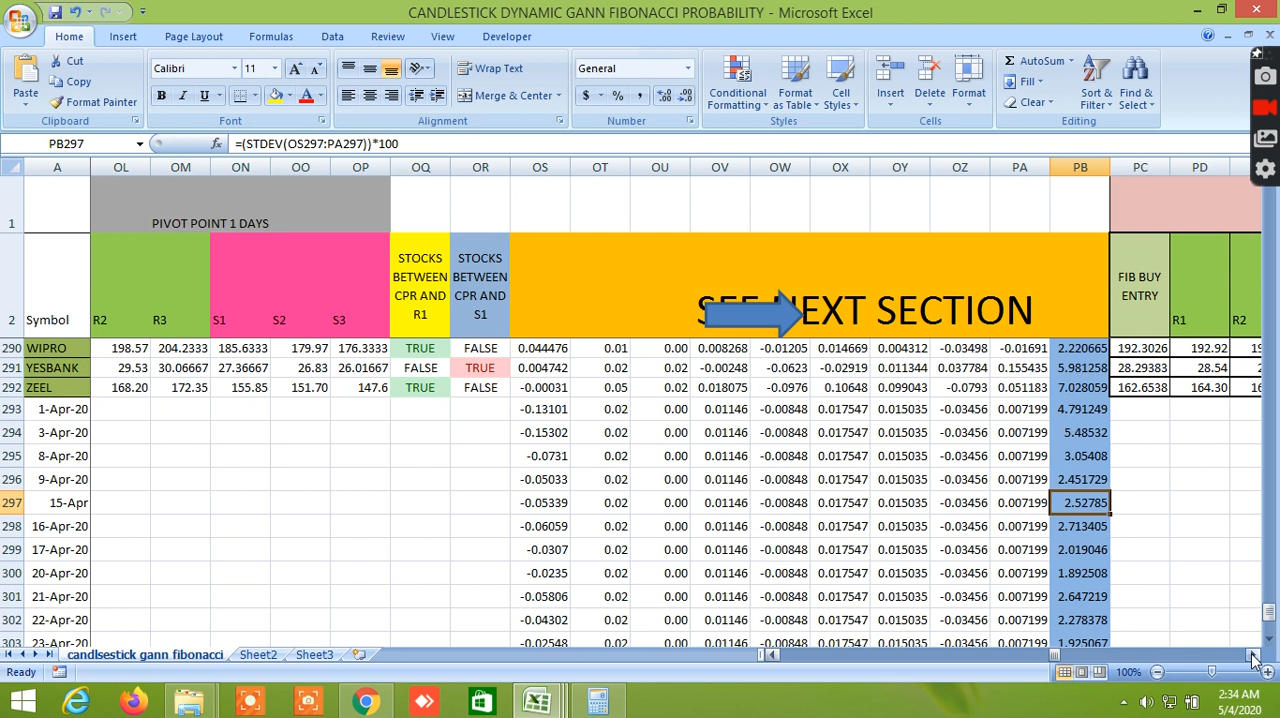 CANDLESTICK DYNAMIC GANN FIBONACCI PROBABILITY - Microsoft Excel
Home Insert Page Layout Formulas Data Review View Developer
Paste Cut Copy Format Painter
Calibri 11 Wrap Text Merge & Center
B I U
General $ % ,
Conditional Formatting Format as Table Cell Styles
Insert Delete Format
Σ AutoSum Fill Clear Sort & Filter Find & Select
Clipboard Font Alignment Number Styles Cells Editing
PB297 fx =(STDEV(OS297:PA297))*100
A OL OM ON OO OP OQ OR OS OT OU OV OW OX OY OZ PA PB PC PD
1 PIVOT POINT 1 DAYS
2 Symbol R2 R3 S1 S2 S3 STOCKS BETWEEN CPR AND R1 STOCKS BETWEEN CPR AND S1 NEXT SECTION FIB BUY ENTRY R1 R2
290 WIPRO 198.57 204.2333 185.6333 179.97 176.3333 TRUE FALSE 0.044476 0.01 0.00 0.008268 -0.01205 0.014669 0.004312 -0.03498 -0.01691 2.220665 192.3026 192.92 19
291 YESBANK 29.53 30.06667 27.36667 26.83 26.01667 FALSE TRUE 0.004742 0.01 0.00 -0.00248 -0.0623 -0.02919 0.011344 0.037784 0.155435 5.981258 28.29383 28.54 2
292 ZEEL 168.20 172.35 155.85 151.70 147.6 TRUE FALSE -0.00031 0.05 0.02 0.018075 -0.0976 0.10648 0.099043 -0.0793 0.051183 7.028059 162.6538 164.30 16
293 1-Apr-20 -0.13101 0.02 0.00 0.01146 -0.00848 0.017547 0.015035 -0.03456 0.007199 4.791249
294 3-Apr-20 -0.15302 0.02 0.00 0.01146 -0.00848 0.017547 0.015035 -0.03456 0.007199 5.48532
295 8-Apr-20 -0.0731 0.02 0.00 0.01146 -0.00848 0.017547 0.015035 -0.03456 0.007199 3.05408
296 9-Apr-20 -0.05033 0.02 0.00 0.01146 -0.00848 0.017547 0.015035 -0.03456 0.007199 2.451729
297 15-Apr -0.05339 0.02 0.00 0.01146 -0.00848 0.017547 0.015035 -0.03456 0.007199 2.52785
298 16-Apr-20 -0.06059 0.02 0.00 0.01146 -0.00848 0.017547 0.015035 -0.03456 0.007199 2.713405
299 17-Apr-20 -0.0307 0.02 0.00 0.01146 -0.00848 0.017547 0.015035 -0.03456 0.007199 2.019046
300 20-Apr-20 -0.0235 0.02 0.00 0.01146 -0.00848 0.017547 0.015035 -0.03456 0.007199 1.892508
301 21-Apr-20 -0.05806 0.02 0.00 0.01146 -0.00848 0.017547 0.015035 -0.03456 0.007199 2.647219
302 22-Apr-20 -0.04302 0.02 0.00 0.01146 -0.00848 0.017547 0.015035 -0.03456 0.007199 2.278378
303 23-Apr-20 -0.02548 0.02 0.00 0.01146 -0.00848 0.017547 0.015035 -0.03456 0.007199 1.925067
candlsestick gann fibonacci Sheet2 Sheet3
Ready 100%
2:34 AM
5/4/2020